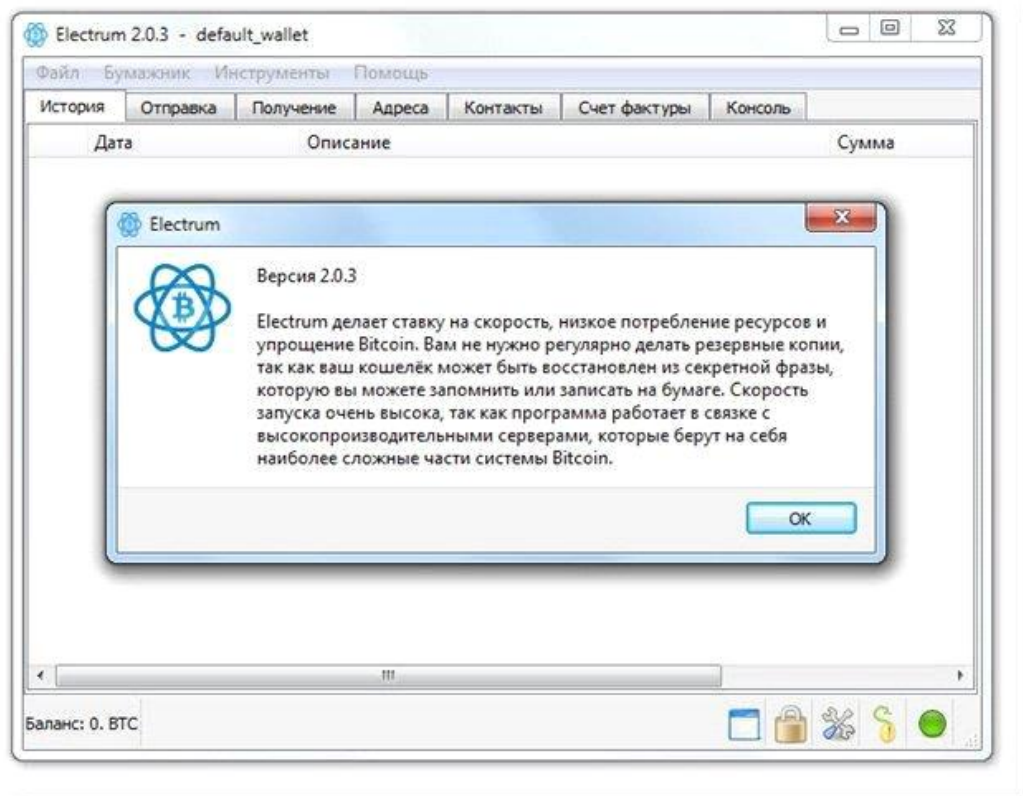 Electrum 2.0.3 - default_wallet
Файл Бумажник Инструменты Помощь
История Отправка Получение Адреса Контакты Счет фактуры Консоль
Дата Описание Сумма
Electrum
Версия 2.0.3
Electrum делает ставку на скорость, низкое потребление ресурсов и
упрощение Bitcoin. Вам не нужно регулярно делать резервные копии,
так как ваш кошелёк может быть восстановлен из секретной фразы,
которую вы можете запомнить или записать на бумаге. Скорость
запуска очень высока, так как программа работает в связке с
высокопроизводительными серверами, которые берут на себя
наиболее сложные части системы Bitcoin.
OK
Баланс: 0. BTC